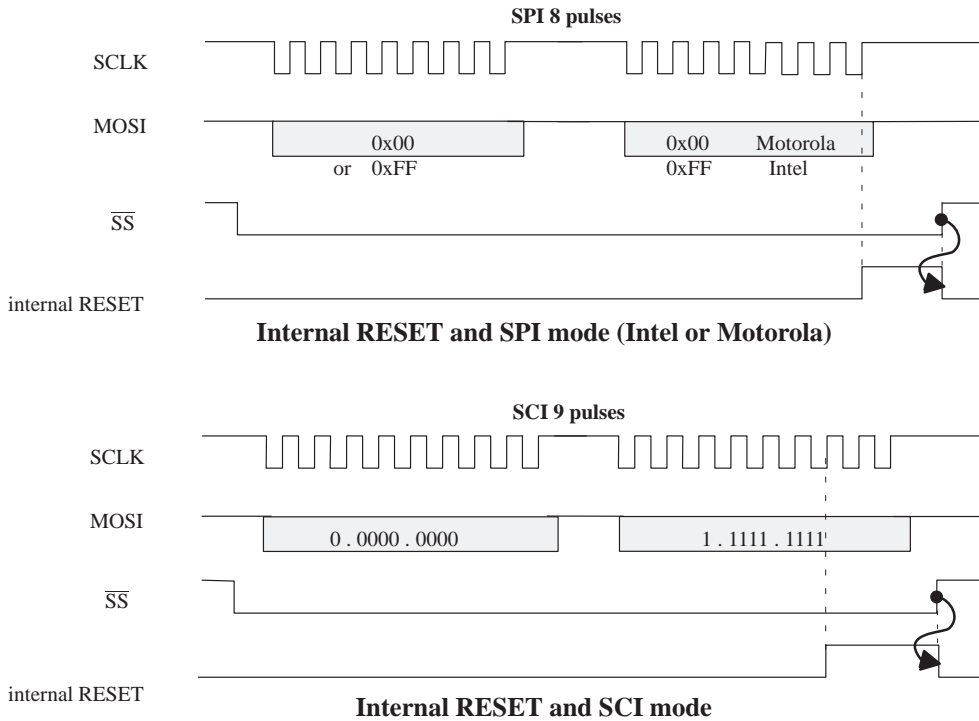 SPI 8 pulses
SCLK
MOSI
0x00
or 0xFF
0x00 Motorola
0xFF Intel
SS
internal RESET
Internal RESET and SPI mode (Intel or Motorola)
SCI 9 pulses
SCLK
MOSI
0 . 0000 . 0000
1 . 1111 . 1111
SS
internal RESET
Internal RESET and SCI mode